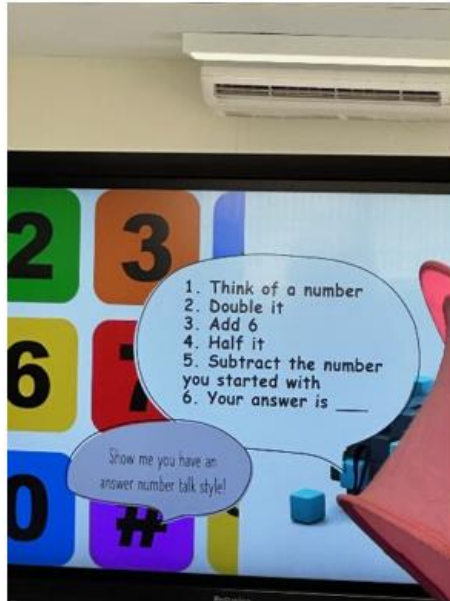 2
3
6
7
0
#
1. Think of a number
2. Double it
3. Add 6
4. Half it
5. Subtract the number
you started with
6. Your answer is ___
Show me you have an
answer number talk style!